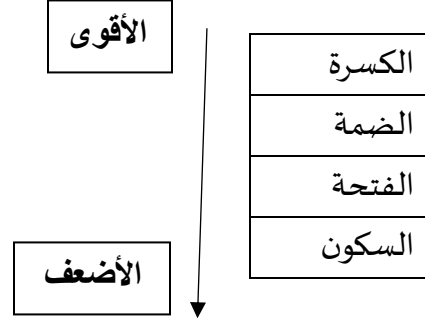 الأقوى
الكسرة
الضمة
الفتحة
السكون
الأضعف